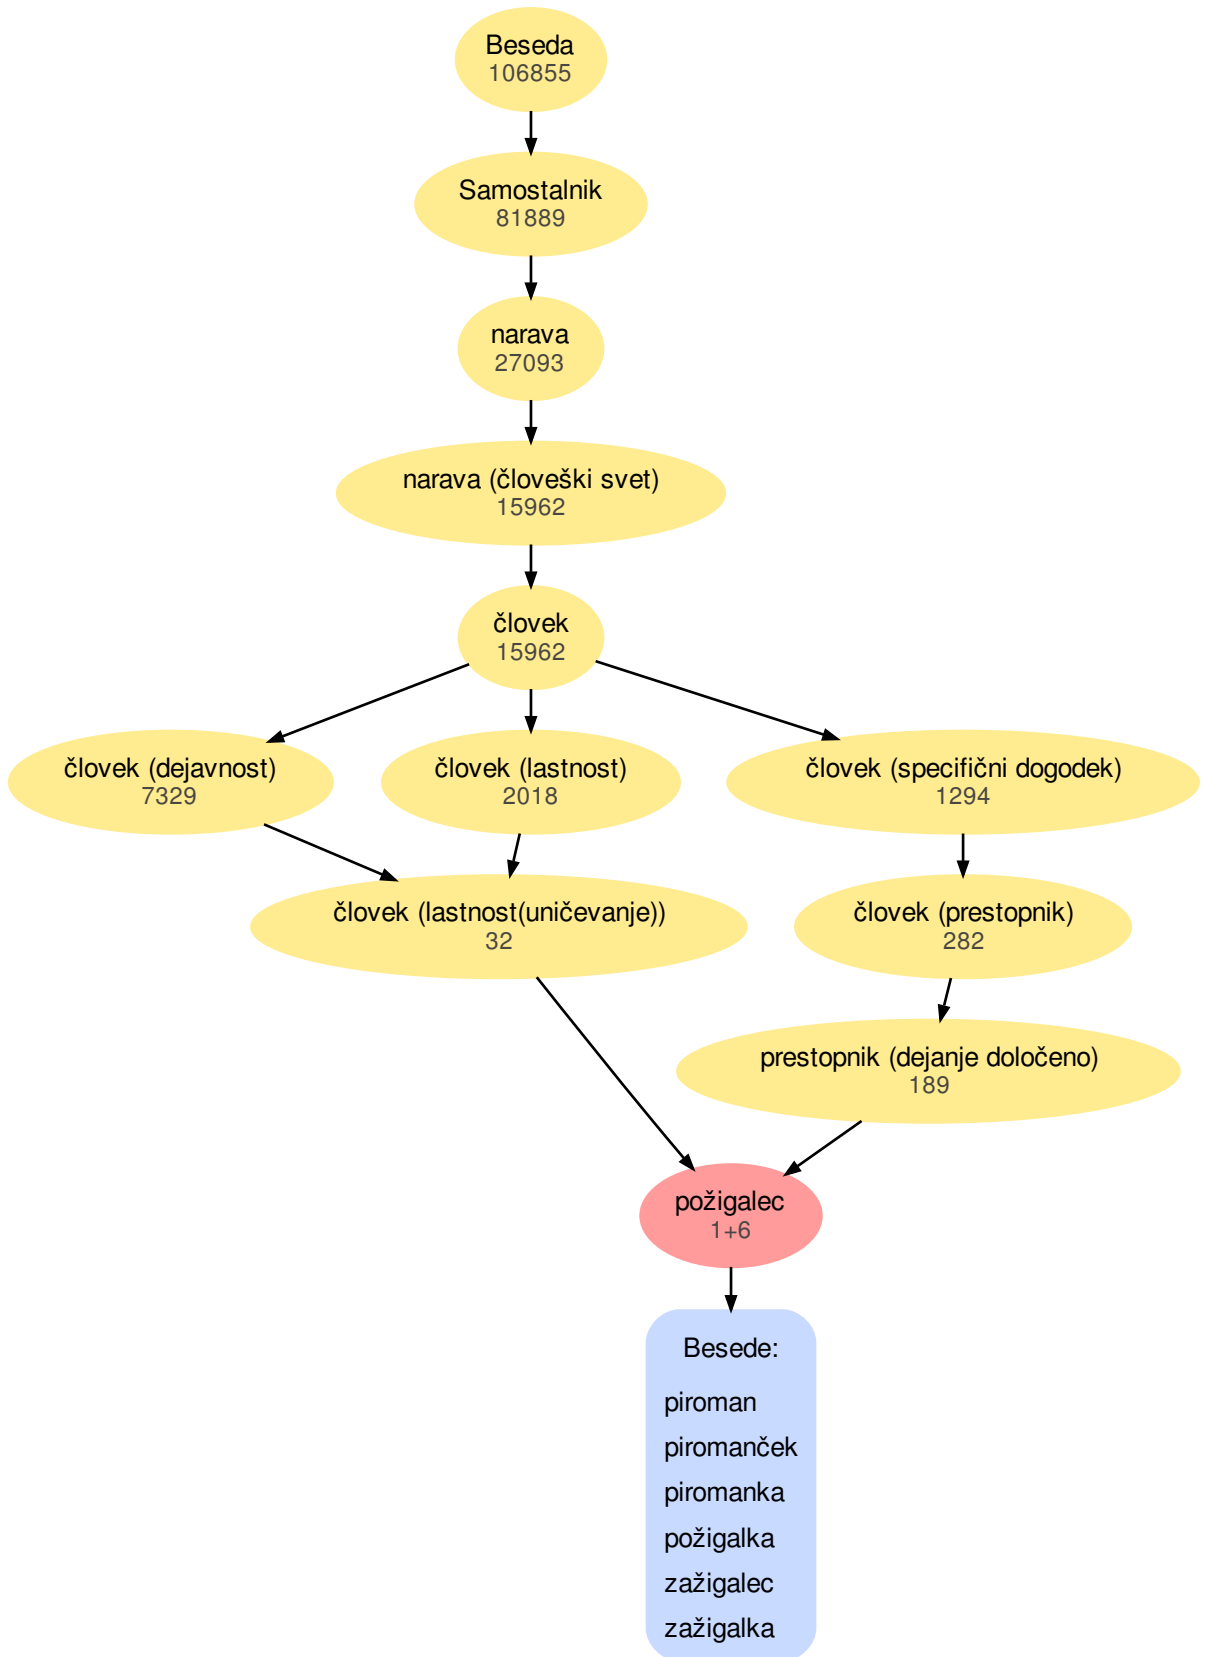 Beseda
106855
Samostalnik
81889
narava
27093
narava (človeški svet)
15962
človek
15962
človek (dejavnost)
7329
človek (lastnost)
2018
človek (specifični dogodek)
1294
človek (lastnost(uničevanje))
32
človek (prestopnik)
282
prestopnik (dejanje določeno)
189
požigalec
1+6
Besede:
piroman
piromanček
piromanka
požigalka
zažigalec
zažigalka